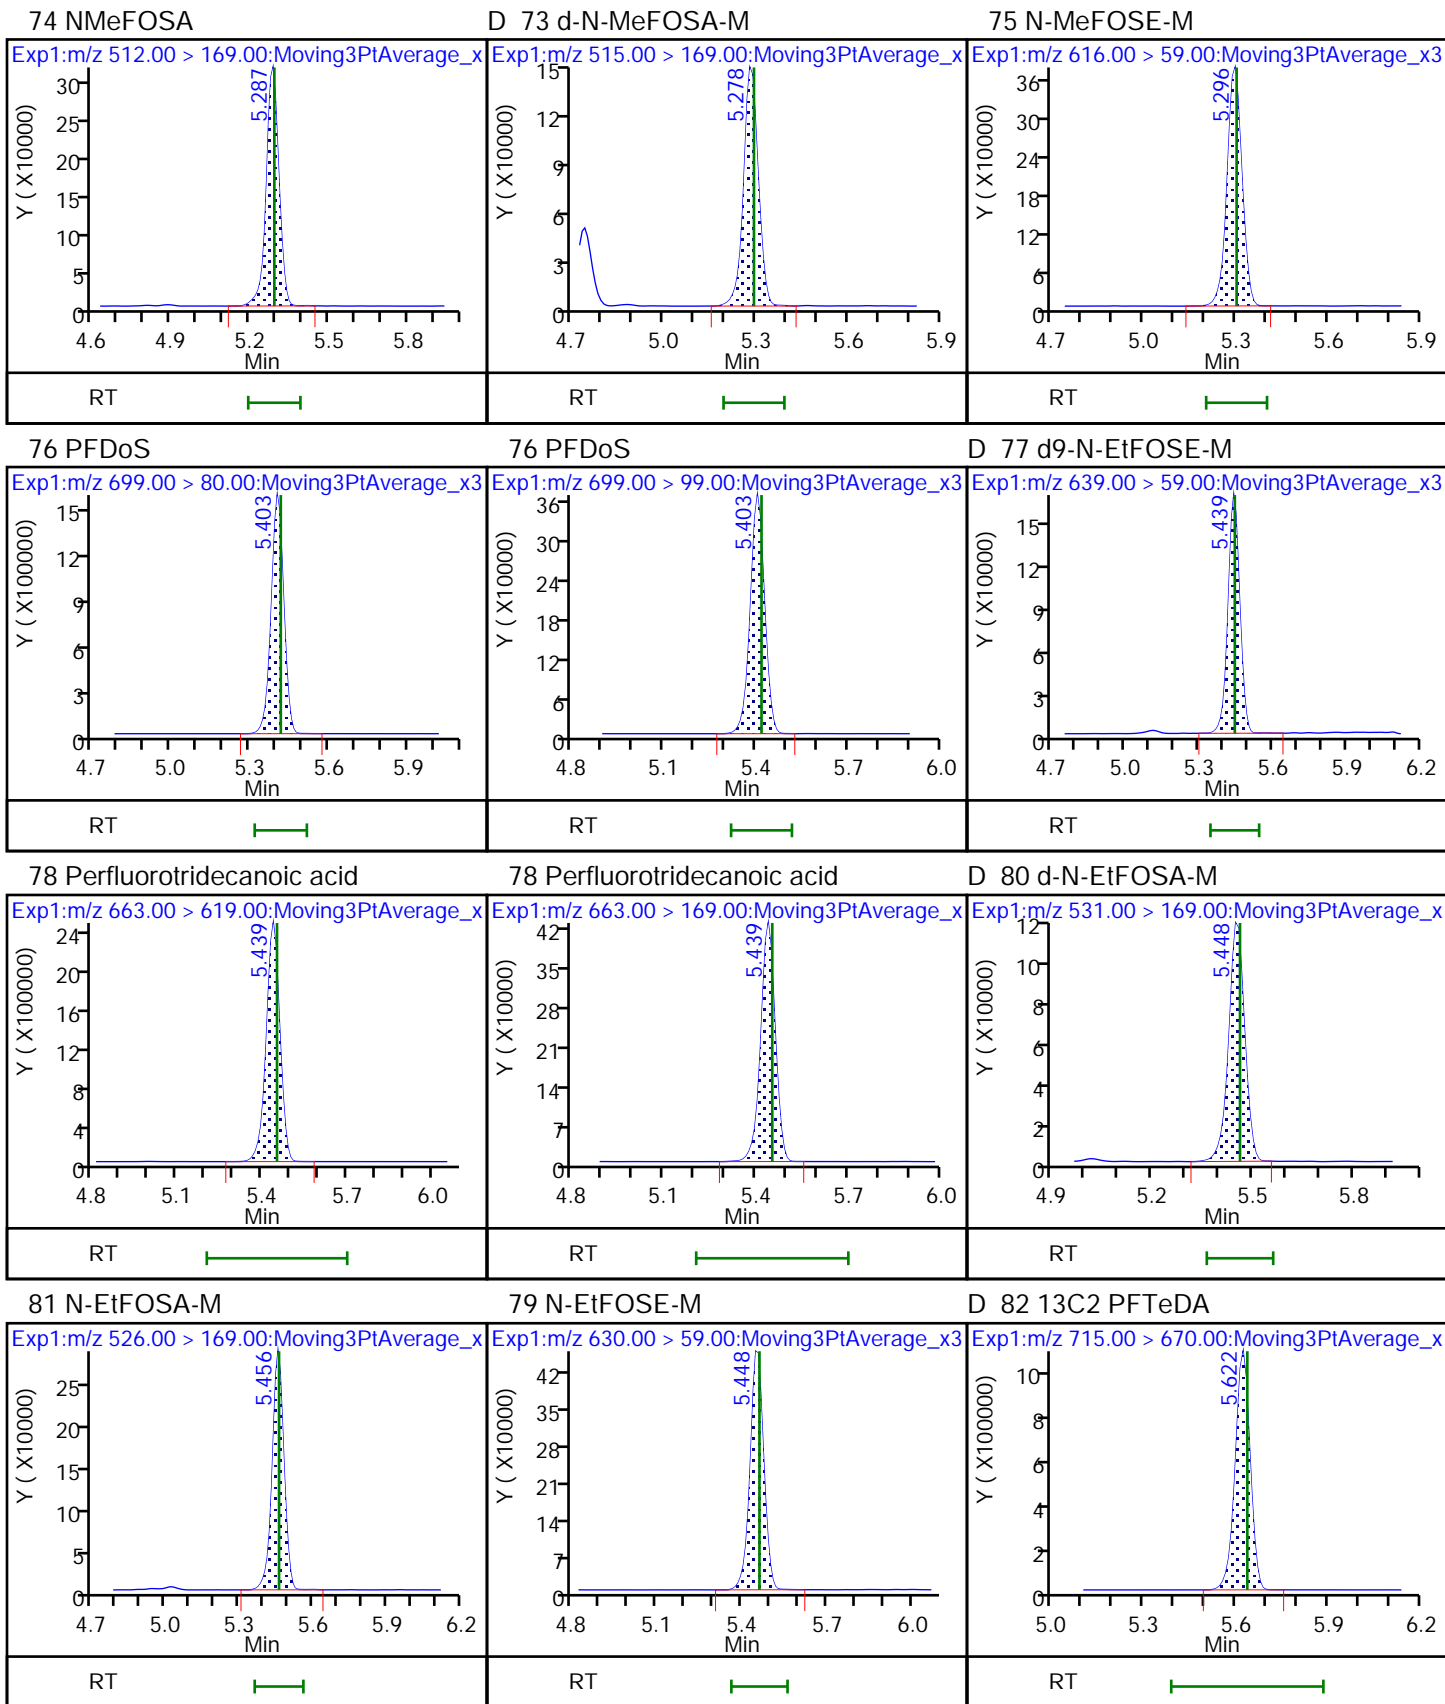 74 NMeFOSA
Exp1:m/z 512.00 > 169.00:Moving3PtAverage_x
5.287
Y ( X10000)
30
25
20
15
10
5
0
4.6 4.9 5.2 5.5 5.8
Min
RT
D 73 d-N-MeFOSA-M
Exp1:m/z 515.00 > 169.00:Moving3PtAverage_x
5.278
Y ( X10000)
15
12
9
6
3
0
4.7 5.0 5.3 5.6 5.9
Min
RT
75 N-MeFOSE-M
Exp1:m/z 616.00 > 59.00:Moving3PtAverage_x3
5.296
Y ( X10000)
36
30
24
18
12
6
0
4.7 5.0 5.3 5.6 5.9
Min
RT
76 PFDoS
Exp1:m/z 699.00 > 80.00:Moving3PtAverage_x3
5.403
Y ( X100000)
15
12
9
6
3
0
4.7 5.0 5.3 5.6 5.9
Min
RT
76 PFDoS
Exp1:m/z 699.00 > 99.00:Moving3PtAverage_x3
5.403
Y ( X10000)
36
30
24
18
12
6
0
4.8 5.1 5.4 5.7 6.0
Min
RT
D 77 d9-N-EtFOSE-M
Exp1:m/z 639.00 > 59.00:Moving3PtAverage_x3
5.439
Y ( X100000)
15
12
9
6
3
0
4.7 5.0 5.3 5.6 5.9 6.2
Min
RT
78 Perfluorotridecanoic acid
Exp1:m/z 663.00 > 619.00:Moving3PtAverage_x
5.439
Y ( X100000)
24
20
16
12
8
4
0
4.8 5.1 5.4 5.7 6.0
Min
RT
78 Perfluorotridecanoic acid
Exp1:m/z 663.00 > 169.00:Moving3PtAverage_x
5.439
Y ( X10000)
42
35
28
21
14
7
0
4.8 5.1 5.4 5.7 6.0
Min
RT
D 80 d-N-EtFOSA-M
Exp1:m/z 531.00 > 169.00:Moving3PtAverage_x
5.448
Y ( X10000)
12
10
8
6
4
2
0
4.9 5.2 5.5 5.8
Min
RT
81 N-EtFOSA-M
Exp1:m/z 526.00 > 169.00:Moving3PtAverage_x
5.456
Y ( X10000)
25
20
15
10
5
0
4.7 5.0 5.3 5.6 5.9 6.2
Min
RT
79 N-EtFOSE-M
Exp1:m/z 630.00 > 59.00:Moving3PtAverage_x3
5.448
Y ( X10000)
42
35
28
21
14
7
0
4.8 5.1 5.4 5.7 6.0
Min
RT
D 82 13C2 PFTeDA
Exp1:m/z 715.00 > 670.00:Moving3PtAverage_x
5.622
Y ( X100000)
10
8
6
4
2
0
5.0 5.3 5.6 5.9 6.2
Min
RT